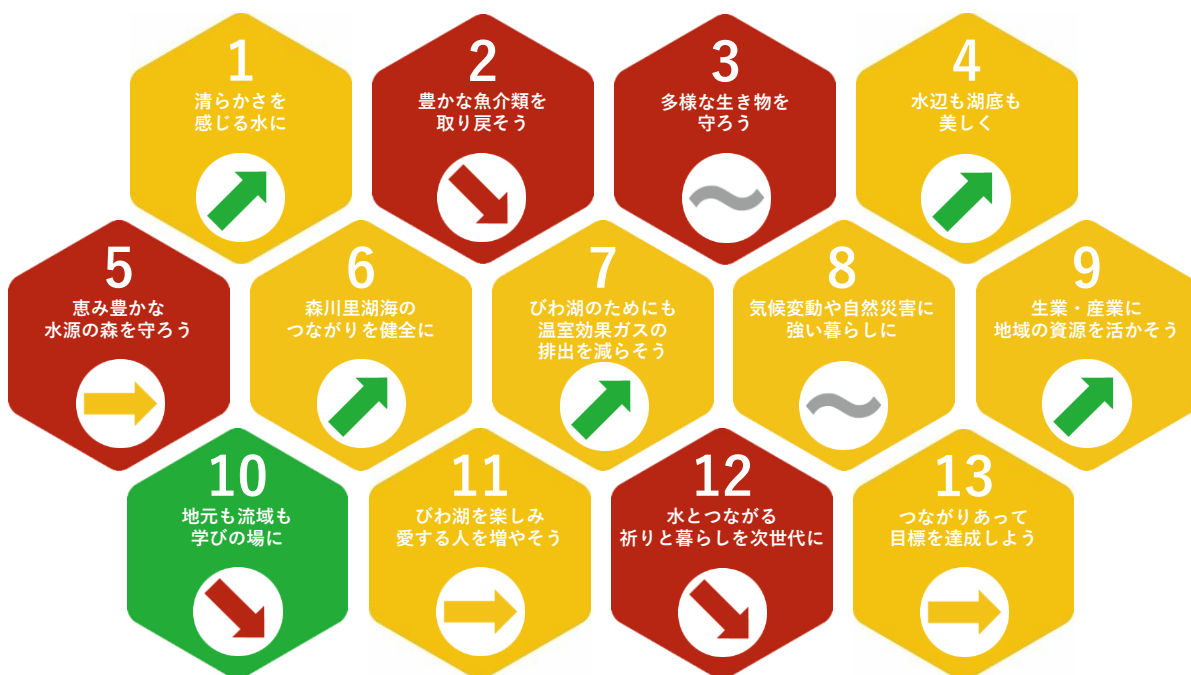 1
清らかさを
感じる水に
2
豊かな魚介類を
取り戻そう
3
多様な生き物を
守ろう
4
水辺も湖底も
美しく
5
恵み豊かな
水源の森を守ろう
6
森川里湖海の
つながりを健全に
7
びわ湖のためにも
温室効果ガスの
排出を減らそう
8
気候変動や自然災害に
強い暮らしに
9
生業・産業に
地域の資源を活かそう
10
地元も流域も
学びの場に
11
びわ湖を楽しみ
愛する人を増やそう
12
水とつながる
祈りと暮らしを次世代に
13
つながりあって
目標を達成しよう